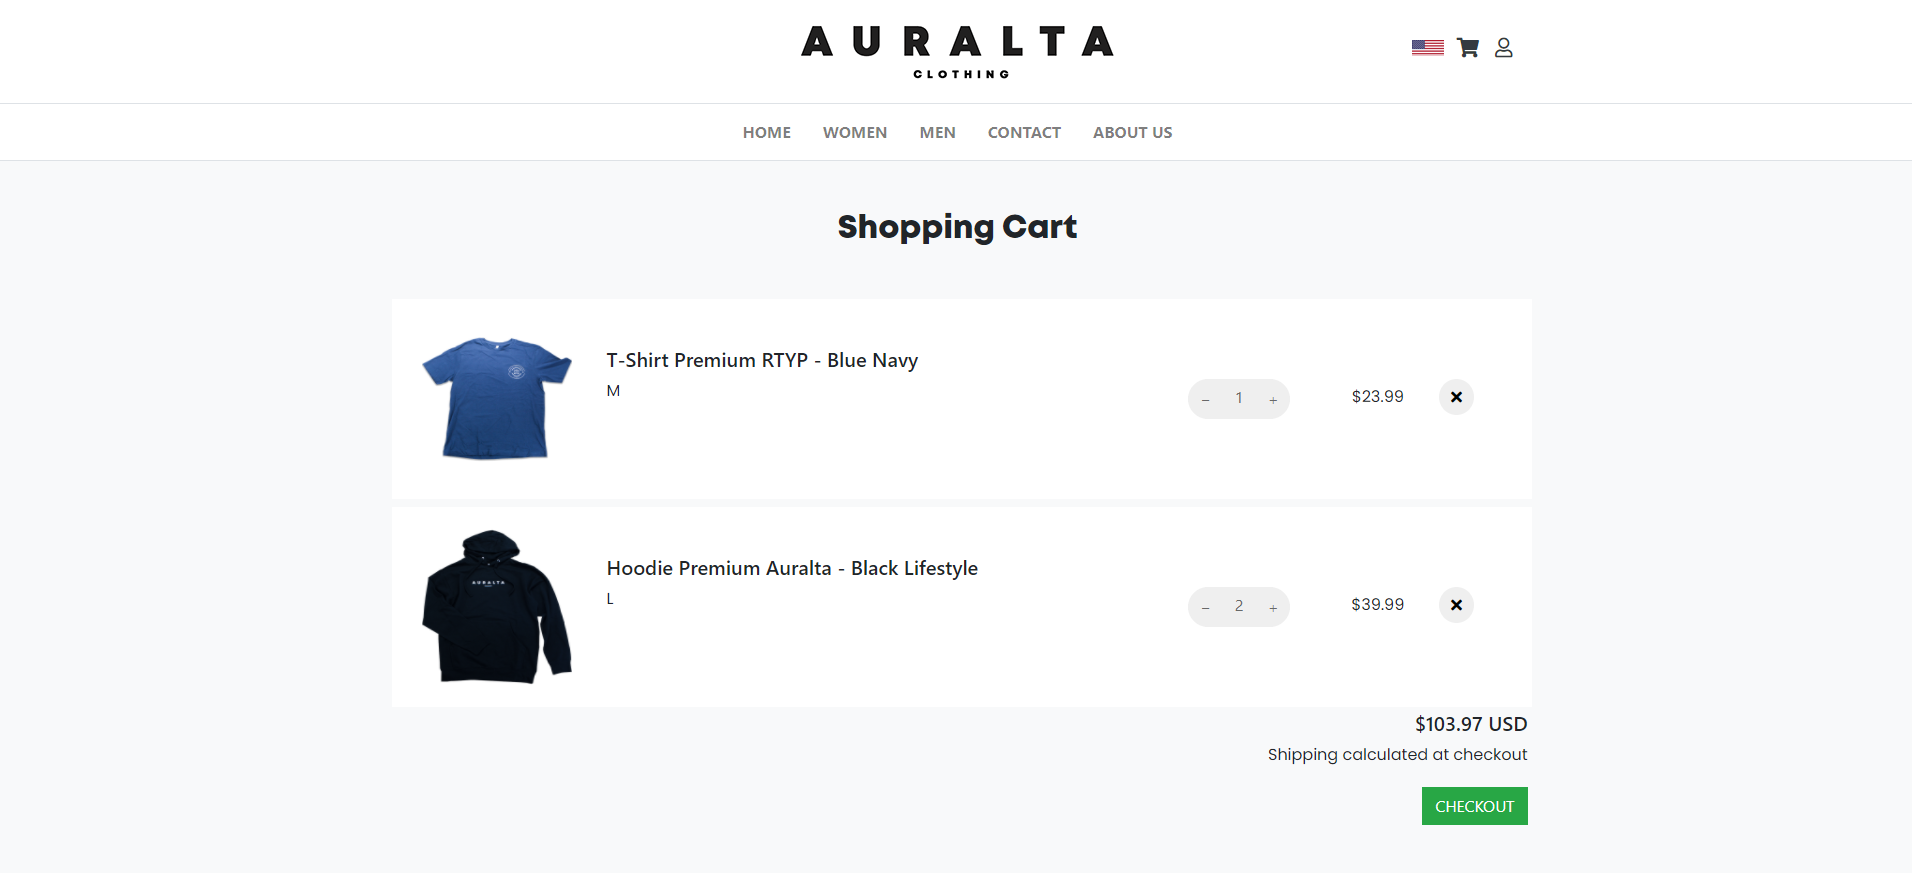 AURALTA
CLOTHING
HOME WOMEN MEN CONTACT ABOUT US
Shopping Cart
T-Shirt Premium RTYP - Blue Navy
M
− 1 + $23.99
AURALTA
Hoodie Premium Auralta - Black Lifestyle
L
− 2 + $39.99
$103.97 USD
Shipping calculated at checkout
CHECKOUT